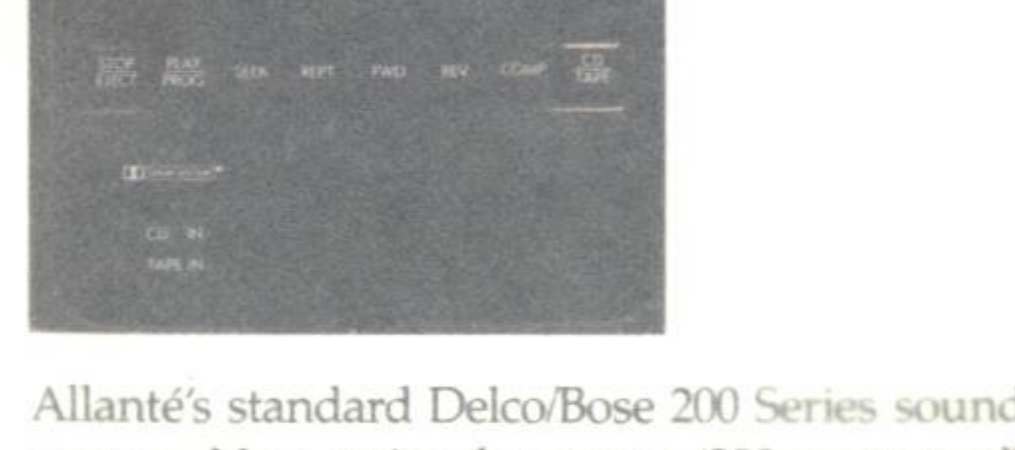 STOP PLAY CD
EJECT PROG SEEK REPT FWD REV COMP TAPE
CD IN
TAPE IN
Allanté's standard Delco/Bose 200 Series sound